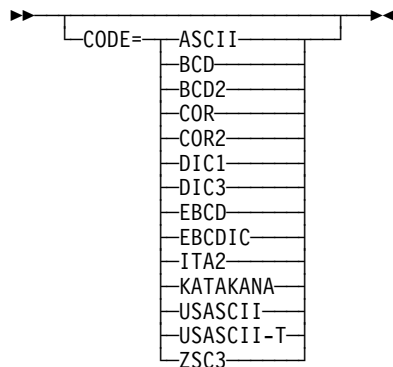 CODE= ASCII
BCD
BCD2
COR
COR2
DIC1
DIC3
EBCD
EBCDIC
ITA2
KATAKANA
USASCII
USASCII-T
ZSC3